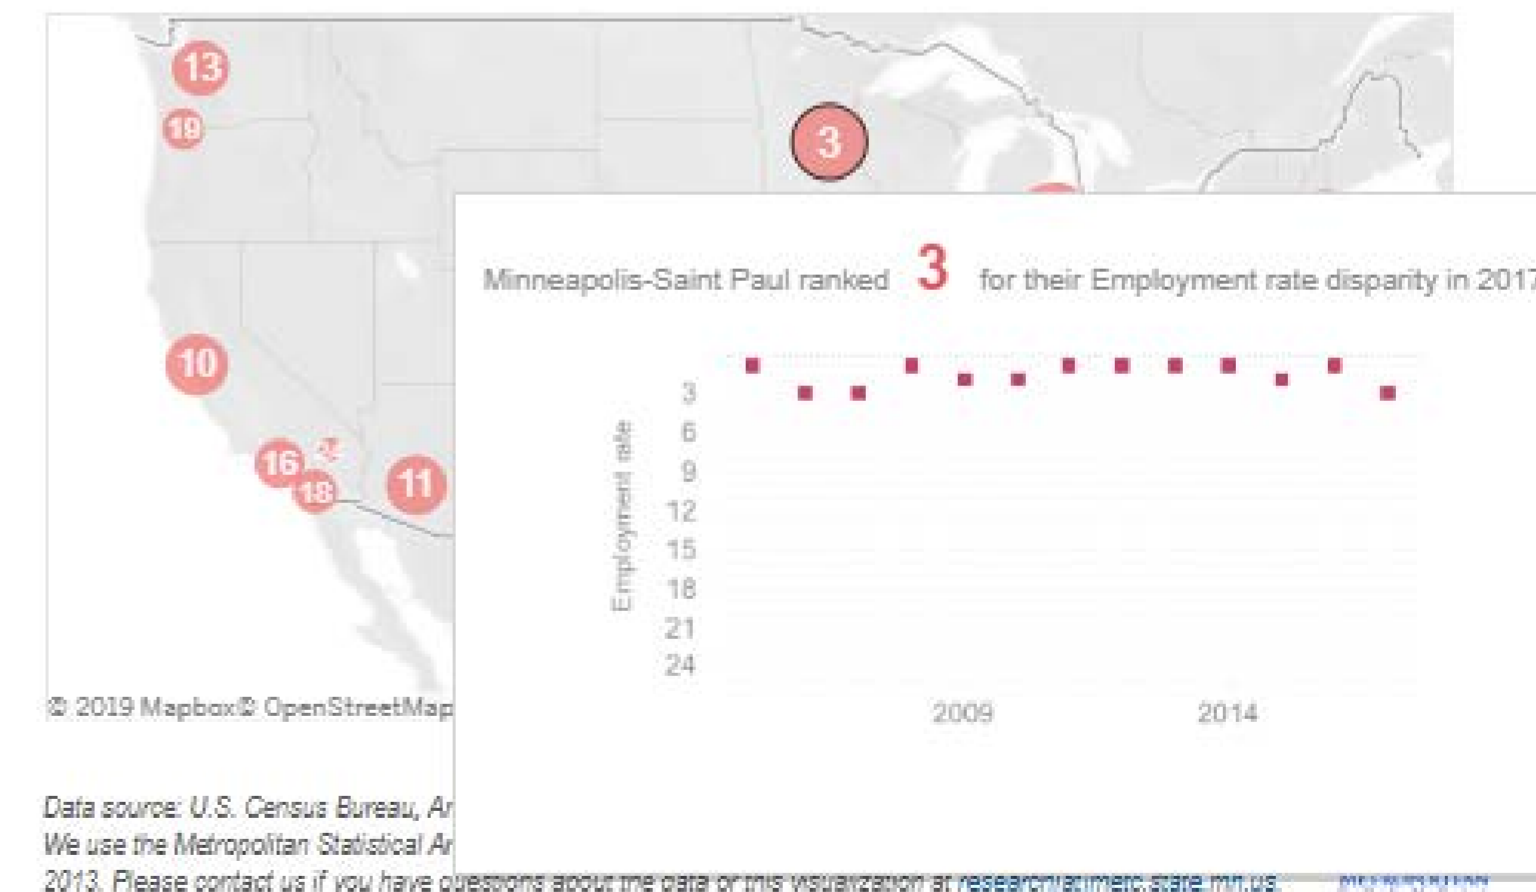 13
19
3
Minneapolis-Saint Paul ranked 3 for their Employment rate disparity in 2017
10
3
6
16
Employment rate
9
18
11
12
15
18
21
24
© 2019 Mapbox© OpenStreetMap
2009
2014
Data source: U.S. Census Bureau,
We use the Metropolitan Statistical
2013. Please contact us if you have questions about the data or this visualization at